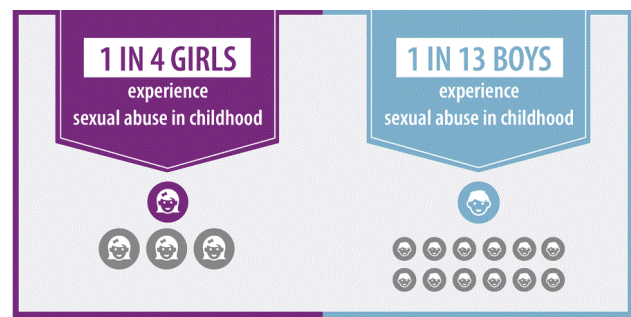 1 IN 4 GIRLS
experience
sexual abuse in childhood
1 IN 13 BOYS
experience
sexual abuse in childhood